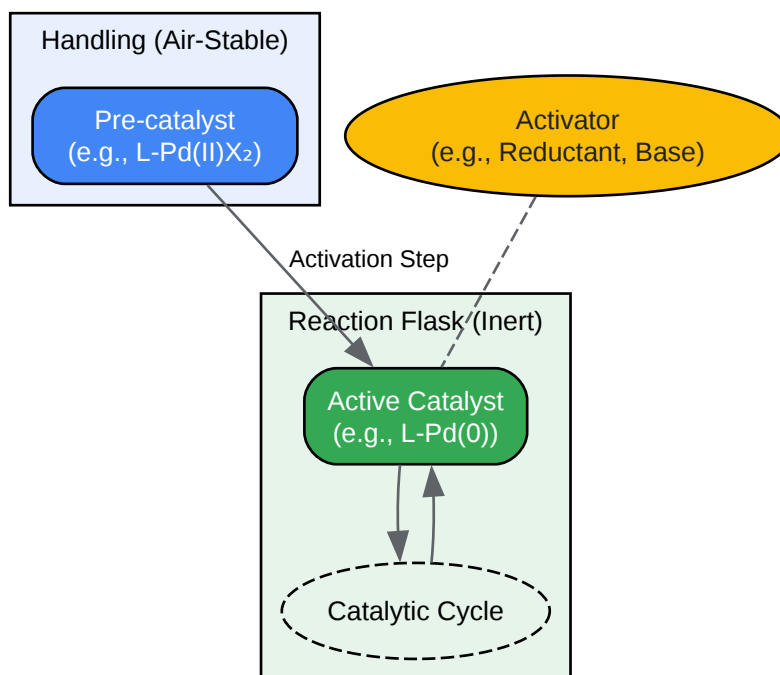 Handling (Air-Stable)
Pre-catalyst
(e.g., L-Pd(II)X₂)
Activator
(e.g., Reductant, Base)
Activation Step
Reaction Flask (Inert)
Active Catalyst
(e.g., L-Pd(0))
Catalytic Cycle